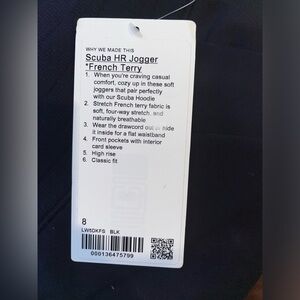 WHY WE MADE THIS
Scuba HR Jogger
*French Terry
1. When you're craving casual
comfort, cozy up in these soft
joggers that pair perfectly
with our Scuba Hoodie
2. Stretch French terry fabric is
soft, four-way stretch, and
naturally breathable
3. Wear the drawcord out or hide
it inside for a flat waistband
4. Front pockets with interior
card sleeve
5. High rise
6. Classic fit
8
LW5DKFS BLK
000136475799